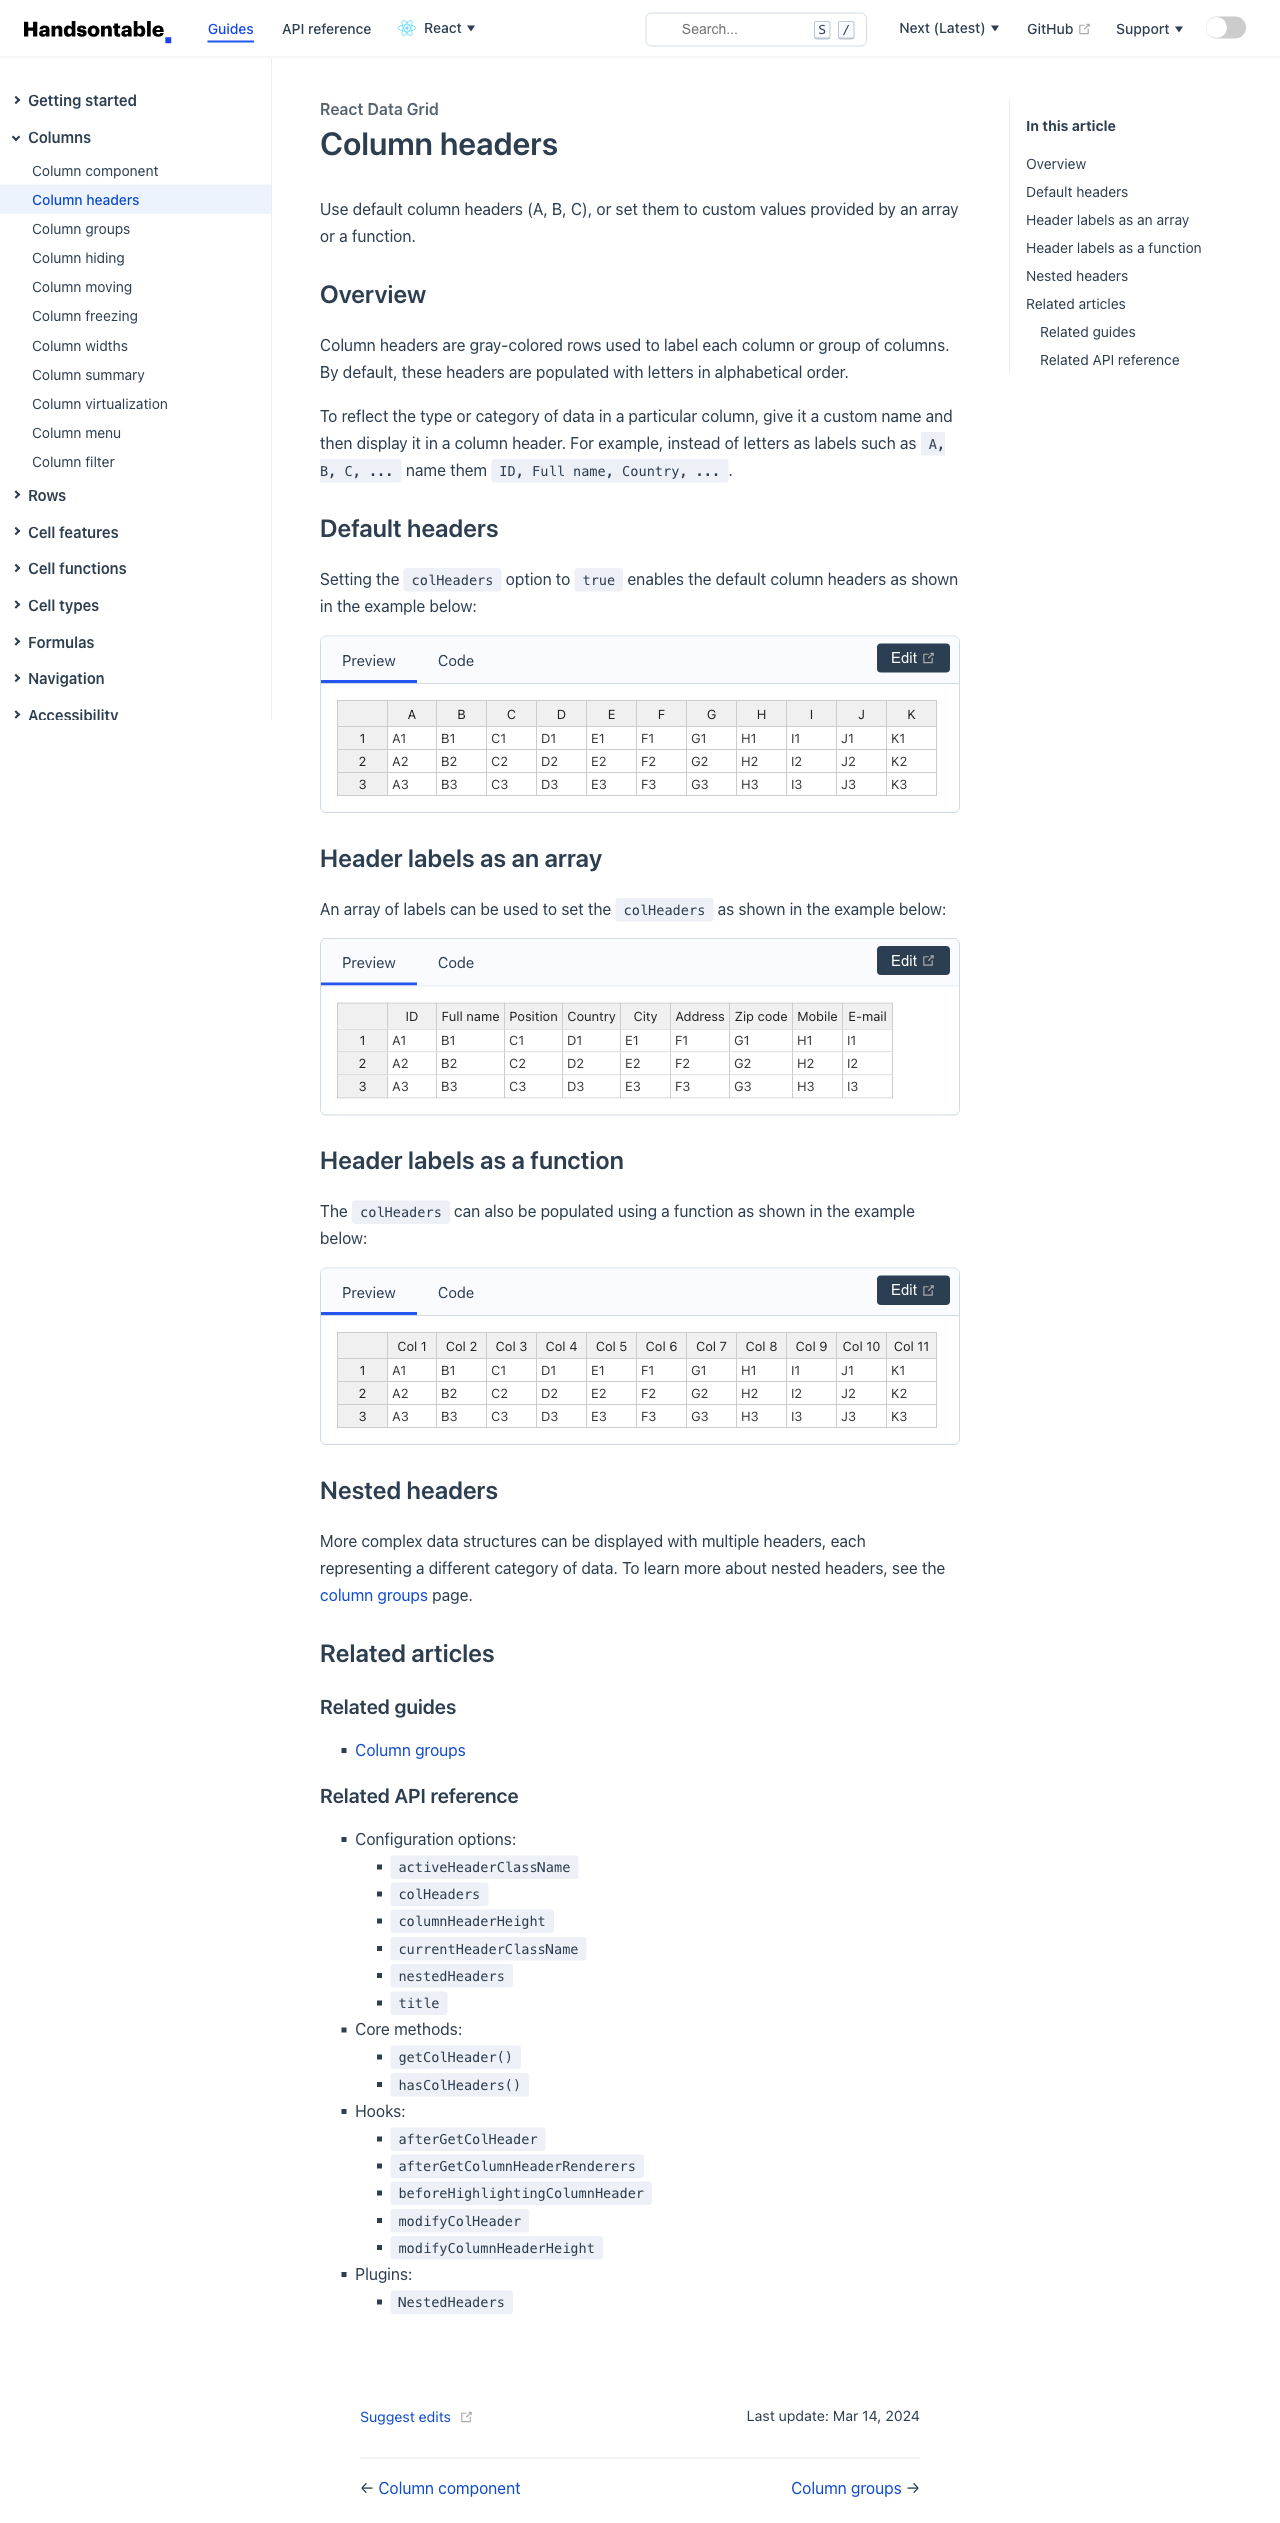 Handsontable
Guides
API reference
React
Search...
S
/
Next (Latest)
GitHub
Support
Getting started
Columns
Column component
Column headers
Column groups
Column hiding
Column moving
Column freezing
Column widths
Column summary
Column virtualization
Column menu
Column filter
Rows
Cell features
Cell functions
Cell types
Formulas
Navigation
Accessibility
React Data Grid
Column headers
Use default column headers (A, B, C), or set them to custom values provided by an array
or a function.
Overview
Column headers are gray-colored rows used to label each column or group of columns.
By default, these headers are populated with letters in alphabetical order.
To reflect the type or category of data in a particular column, give it a custom name and
then display it in a column header. For example, instead of letters as labels such as A,
B, C, ... name them ID, Full name, Country, ... .
Default headers
Setting the colHeaders option to true enables the default column headers as shown
in the example below:
Preview Code Edit
A B C D E F G H I J K
1 A1 B1 C1 D1 E1 F1 G1 H1 I1 J1 K1
2 A2 B2 C2 D2 E2 F2 G2 H2 I2 J2 K2
3 A3 B3 C3 D3 E3 F3 G3 H3 I3 J3 K3
Header labels as an array
An array of labels can be used to set the colHeaders as shown in the example below:
Preview Code Edit
ID Full name Position Country City Address Zip code Mobile E-mail
1 A1 B1 C1 D1 E1 F1 G1 H1 I1
2 A2 B2 C2 D2 E2 F2 G2 H2 I2
3 A3 B3 C3 D3 E3 F3 G3 H3 I3
Header labels as a function
The colHeaders can also be populated using a function as shown in the example
below:
Preview Code Edit
Col 1 Col 2 Col 3 Col 4 Col 5 Col 6 Col 7 Col 8 Col 9 Col 10 Col 11
1 A1 B1 C1 D1 E1 F1 G1 H1 I1 J1 K1
2 A2 B2 C2 D2 E2 F2 G2 H2 I2 J2 K2
3 A3 B3 C3 D3 E3 F3 G3 H3 I3 J3 K3
Nested headers
More complex data structures can be displayed with multiple headers, each
representing a different category of data. To learn more about nested headers, see the
column groups page.
Related articles
Related guides
Column groups
Related API reference
Configuration options:
activeHeaderClassName
colHeaders
columnHeaderHeight
currentHeaderClassName
nestedHeaders
title
Core methods:
getColHeader()
hasColHeaders()
Hooks:
afterGetColHeader
afterGetColumnHeaderRenderers
beforeHighlightingColumnHeader
modifyColHeader
modifyColumnHeaderHeight
Plugins:
NestedHeaders
Suggest edits
Last update: Mar 14, 2024
← Column component
Column groups →
In this article
Overview
Default headers
Header labels as an array
Header labels as a function
Nested headers
Related articles
Related guides
Related API reference